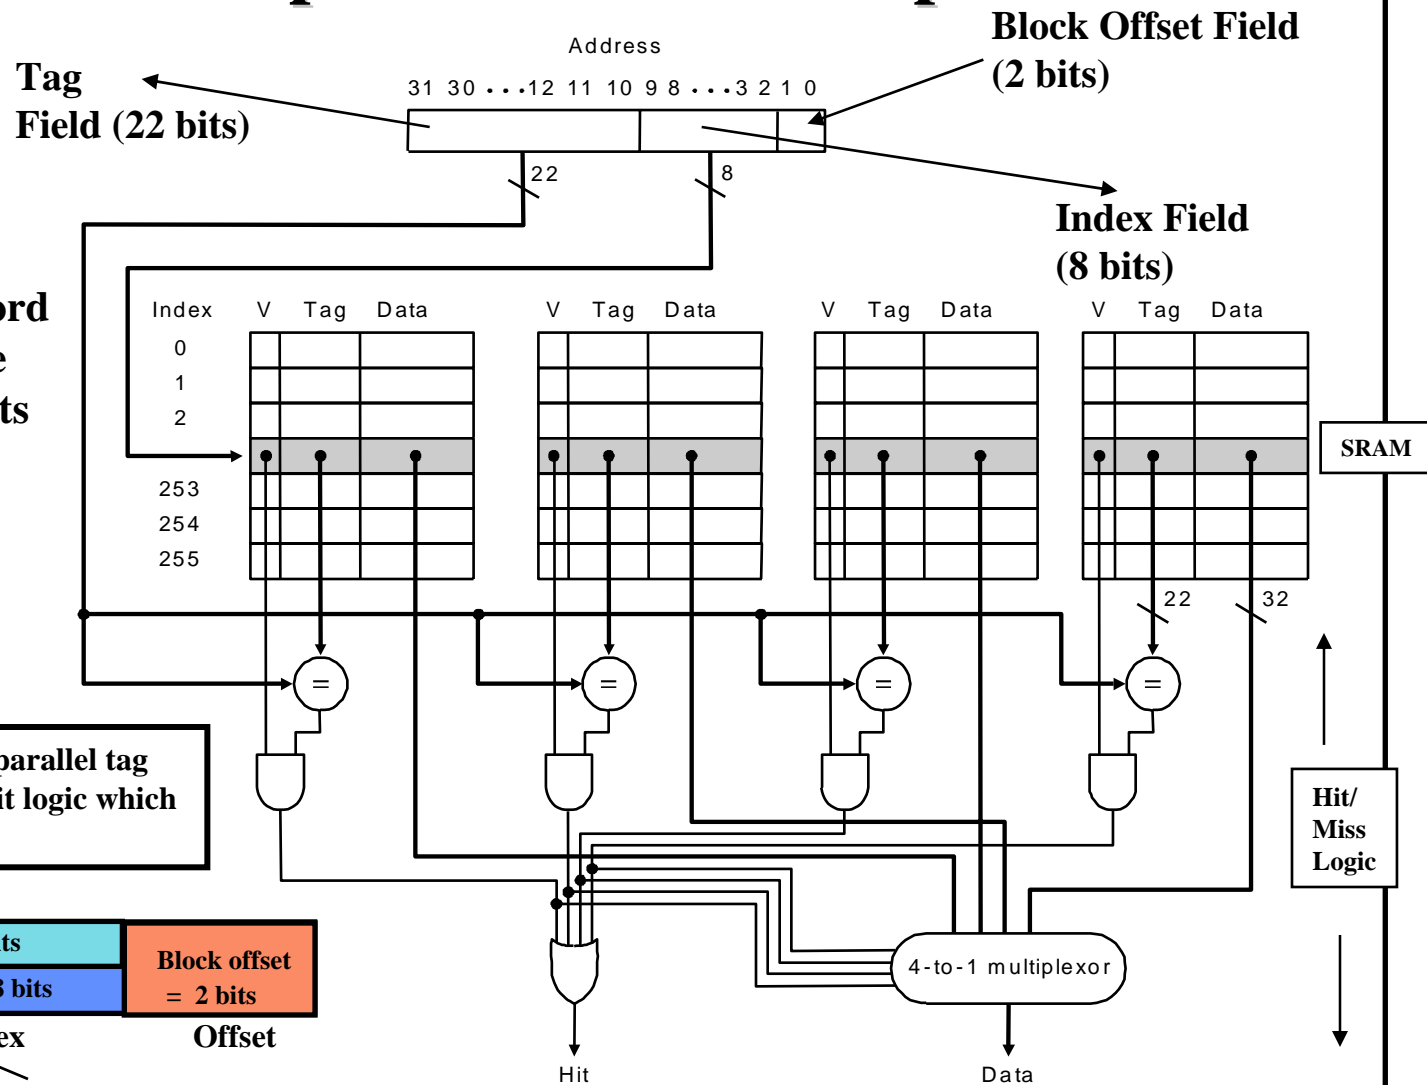 Address
Block Offset Field
(2 bits)
Tag
Field (22 bits)
31 30 ...12 11 10 9 8 ...3 2 1 0
22
8
Index Field
(8 bits)
Index V Tag Data V Tag Data V Tag Data V Tag Data
0
1
2
253
254
255
SRAM
22 32
= = = =
parallel tag
it logic which
Hit/
Miss
Logic
Block offset
= 2 bits
bits
Offset
4-to-1 multiplexor
Hit
Data